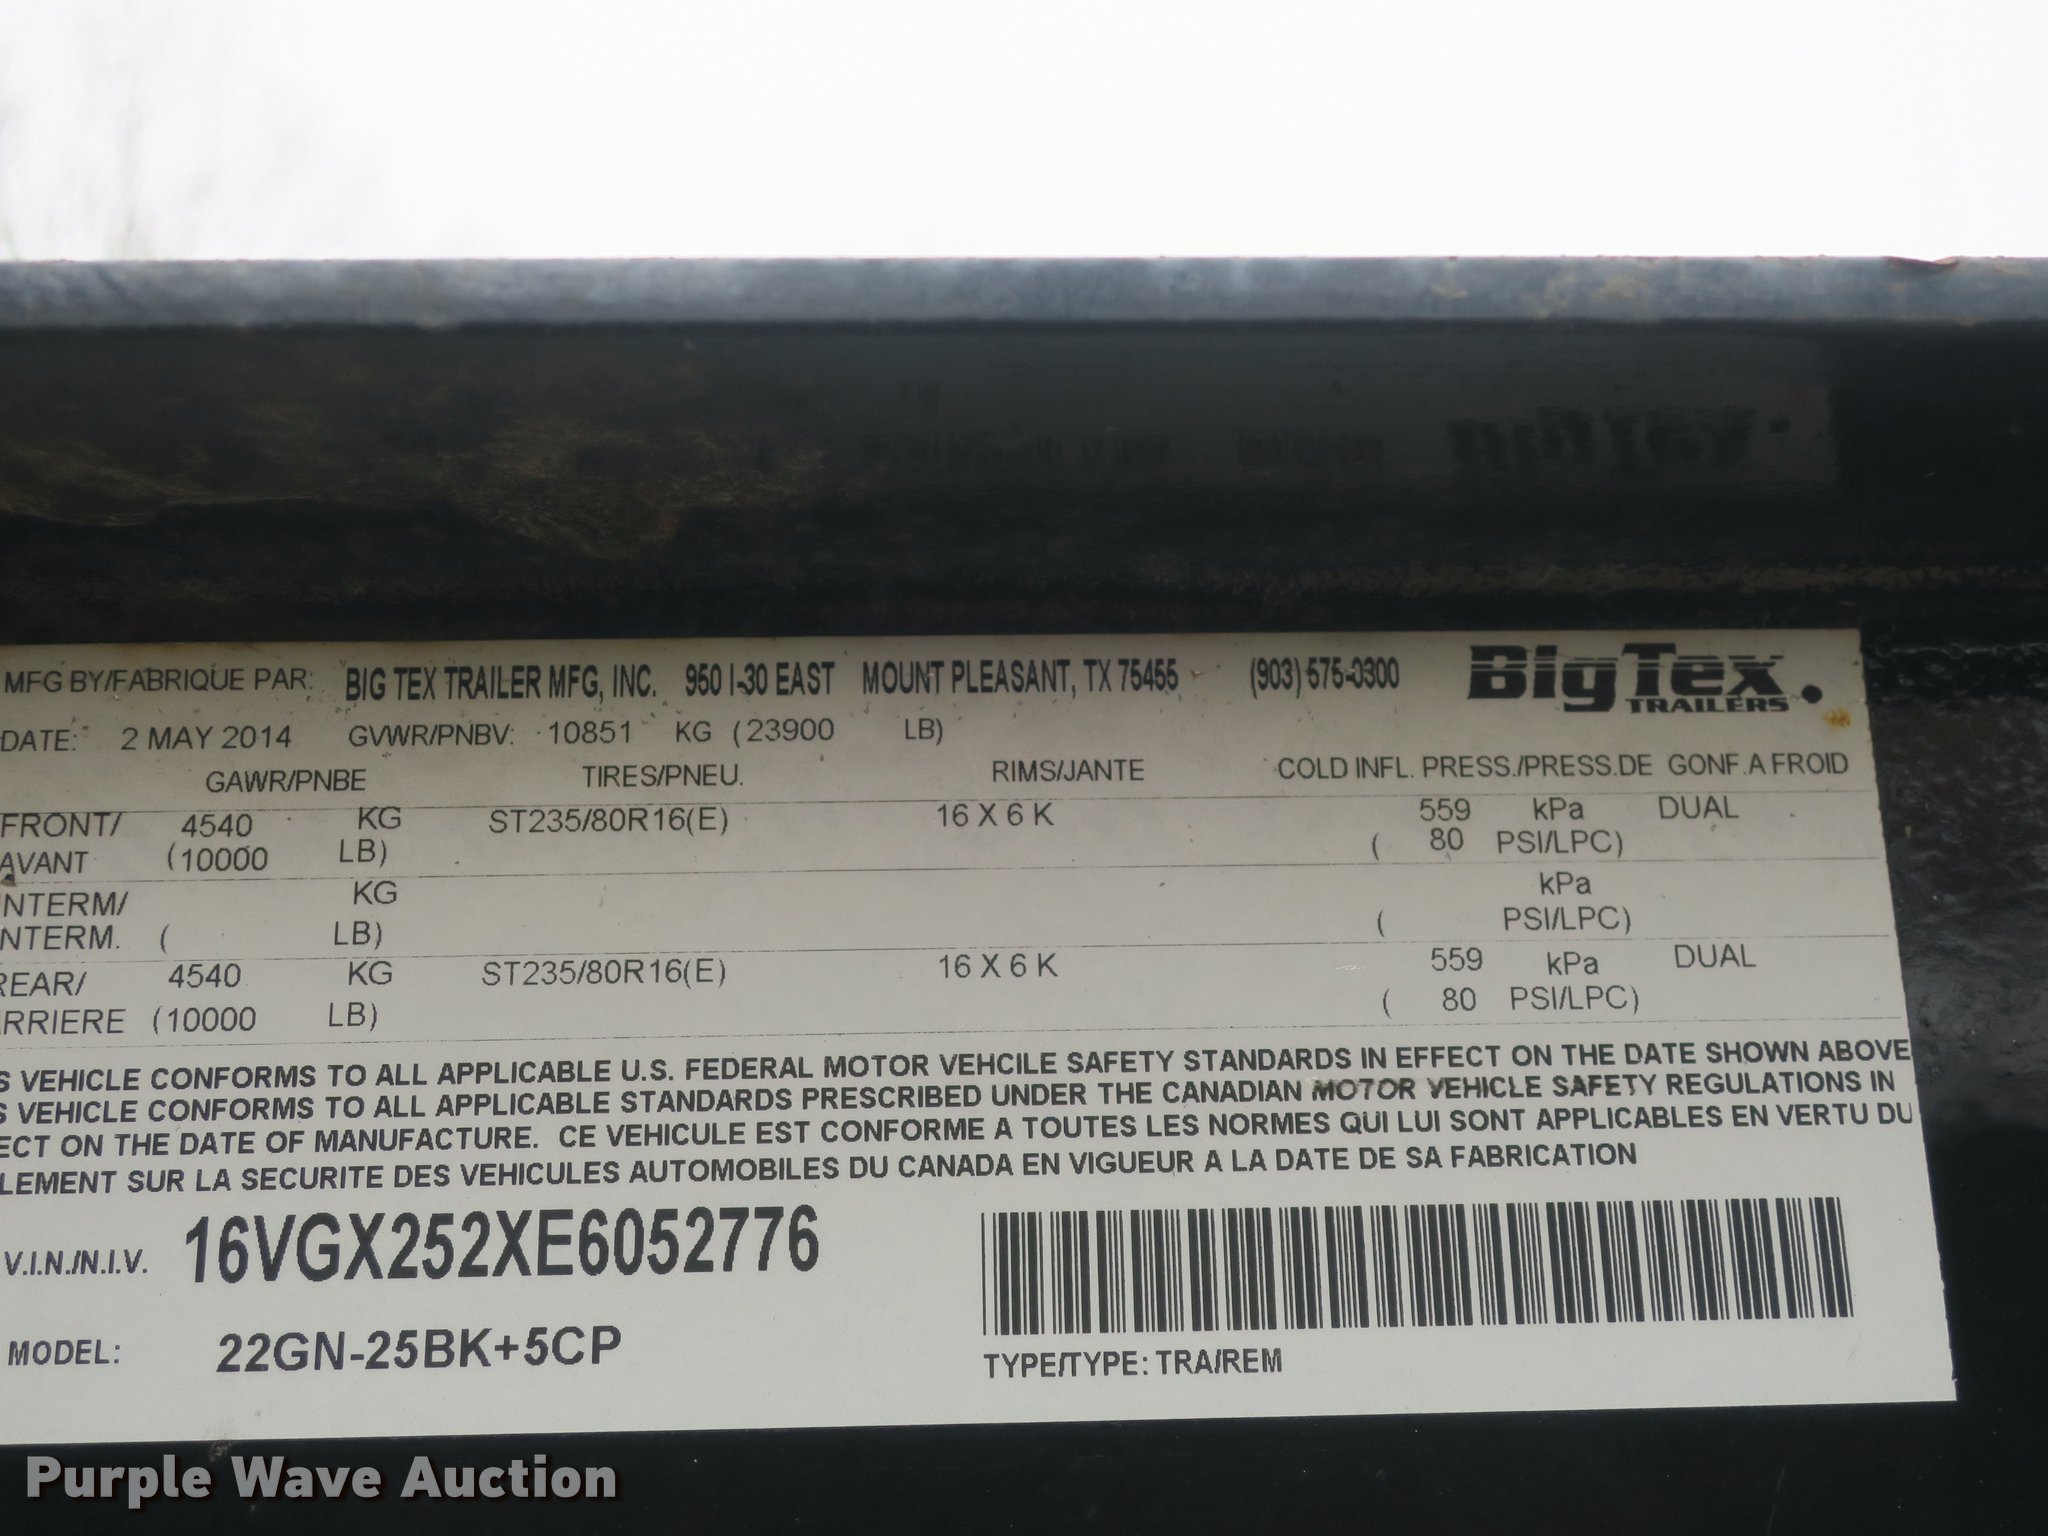 MFG BY/FABRIQUE PAR: BIG TEX TRAILER MFG, INC. 950 I-30 EAST MOUNT PLEASANT, TX 75455 (903) 575-0300 BigTex TRAILERS
DATE: 2 MAY 2014 GVWR/PNBV: 10851 KG (23900 LB)
GAWR/PNBE TIRES/PNEU. RIMS/JANTE COLD INFL. PRESS./PRESS.DE GONF.A FROID
FRONT/ 4540 KG ST235/80R16(E) 16 X 6 K 559 kPa DUAL
AVANT (10000 LB) ( 80 PSI/LPC)
INTERM/ KG kPa
INTERM. ( LB) ( PSI/LPC)
REAR/ 4540 KG ST235/80R16(E) 16 X 6 K 559 kPa DUAL
RRIERE (10000 LB) ( 80 PSI/LPC)
S VEHICLE CONFORMS TO ALL APPLICABLE U.S. FEDERAL MOTOR VEHCILE SAFETY STANDARDS IN EFFECT ON THE DATE SHOWN ABOVE
S VEHICLE CONFORMS TO ALL APPLICABLE STANDARDS PRESCRIBED UNDER THE CANADIAN MOTOR VEHICLE SAFETY REGULATIONS IN
ECT ON THE DATE OF MANUFACTURE. CE VEHICULE EST CONFORME A TOUTES LES NORMES QUI LUI SONT APPLICABLES EN VERTU DU
LEMENT SUR LA SECURITE DES VEHICULES AUTOMOBILES DU CANADA EN VIGUEUR A LA DATE DE SA FABRICATION
V.I.N./N.I.V. 16VGX252XE6052776
MODEL: 22GN-25BK+5CP
TYPE/TYPE: TRA/REM
Purple Wave Auction